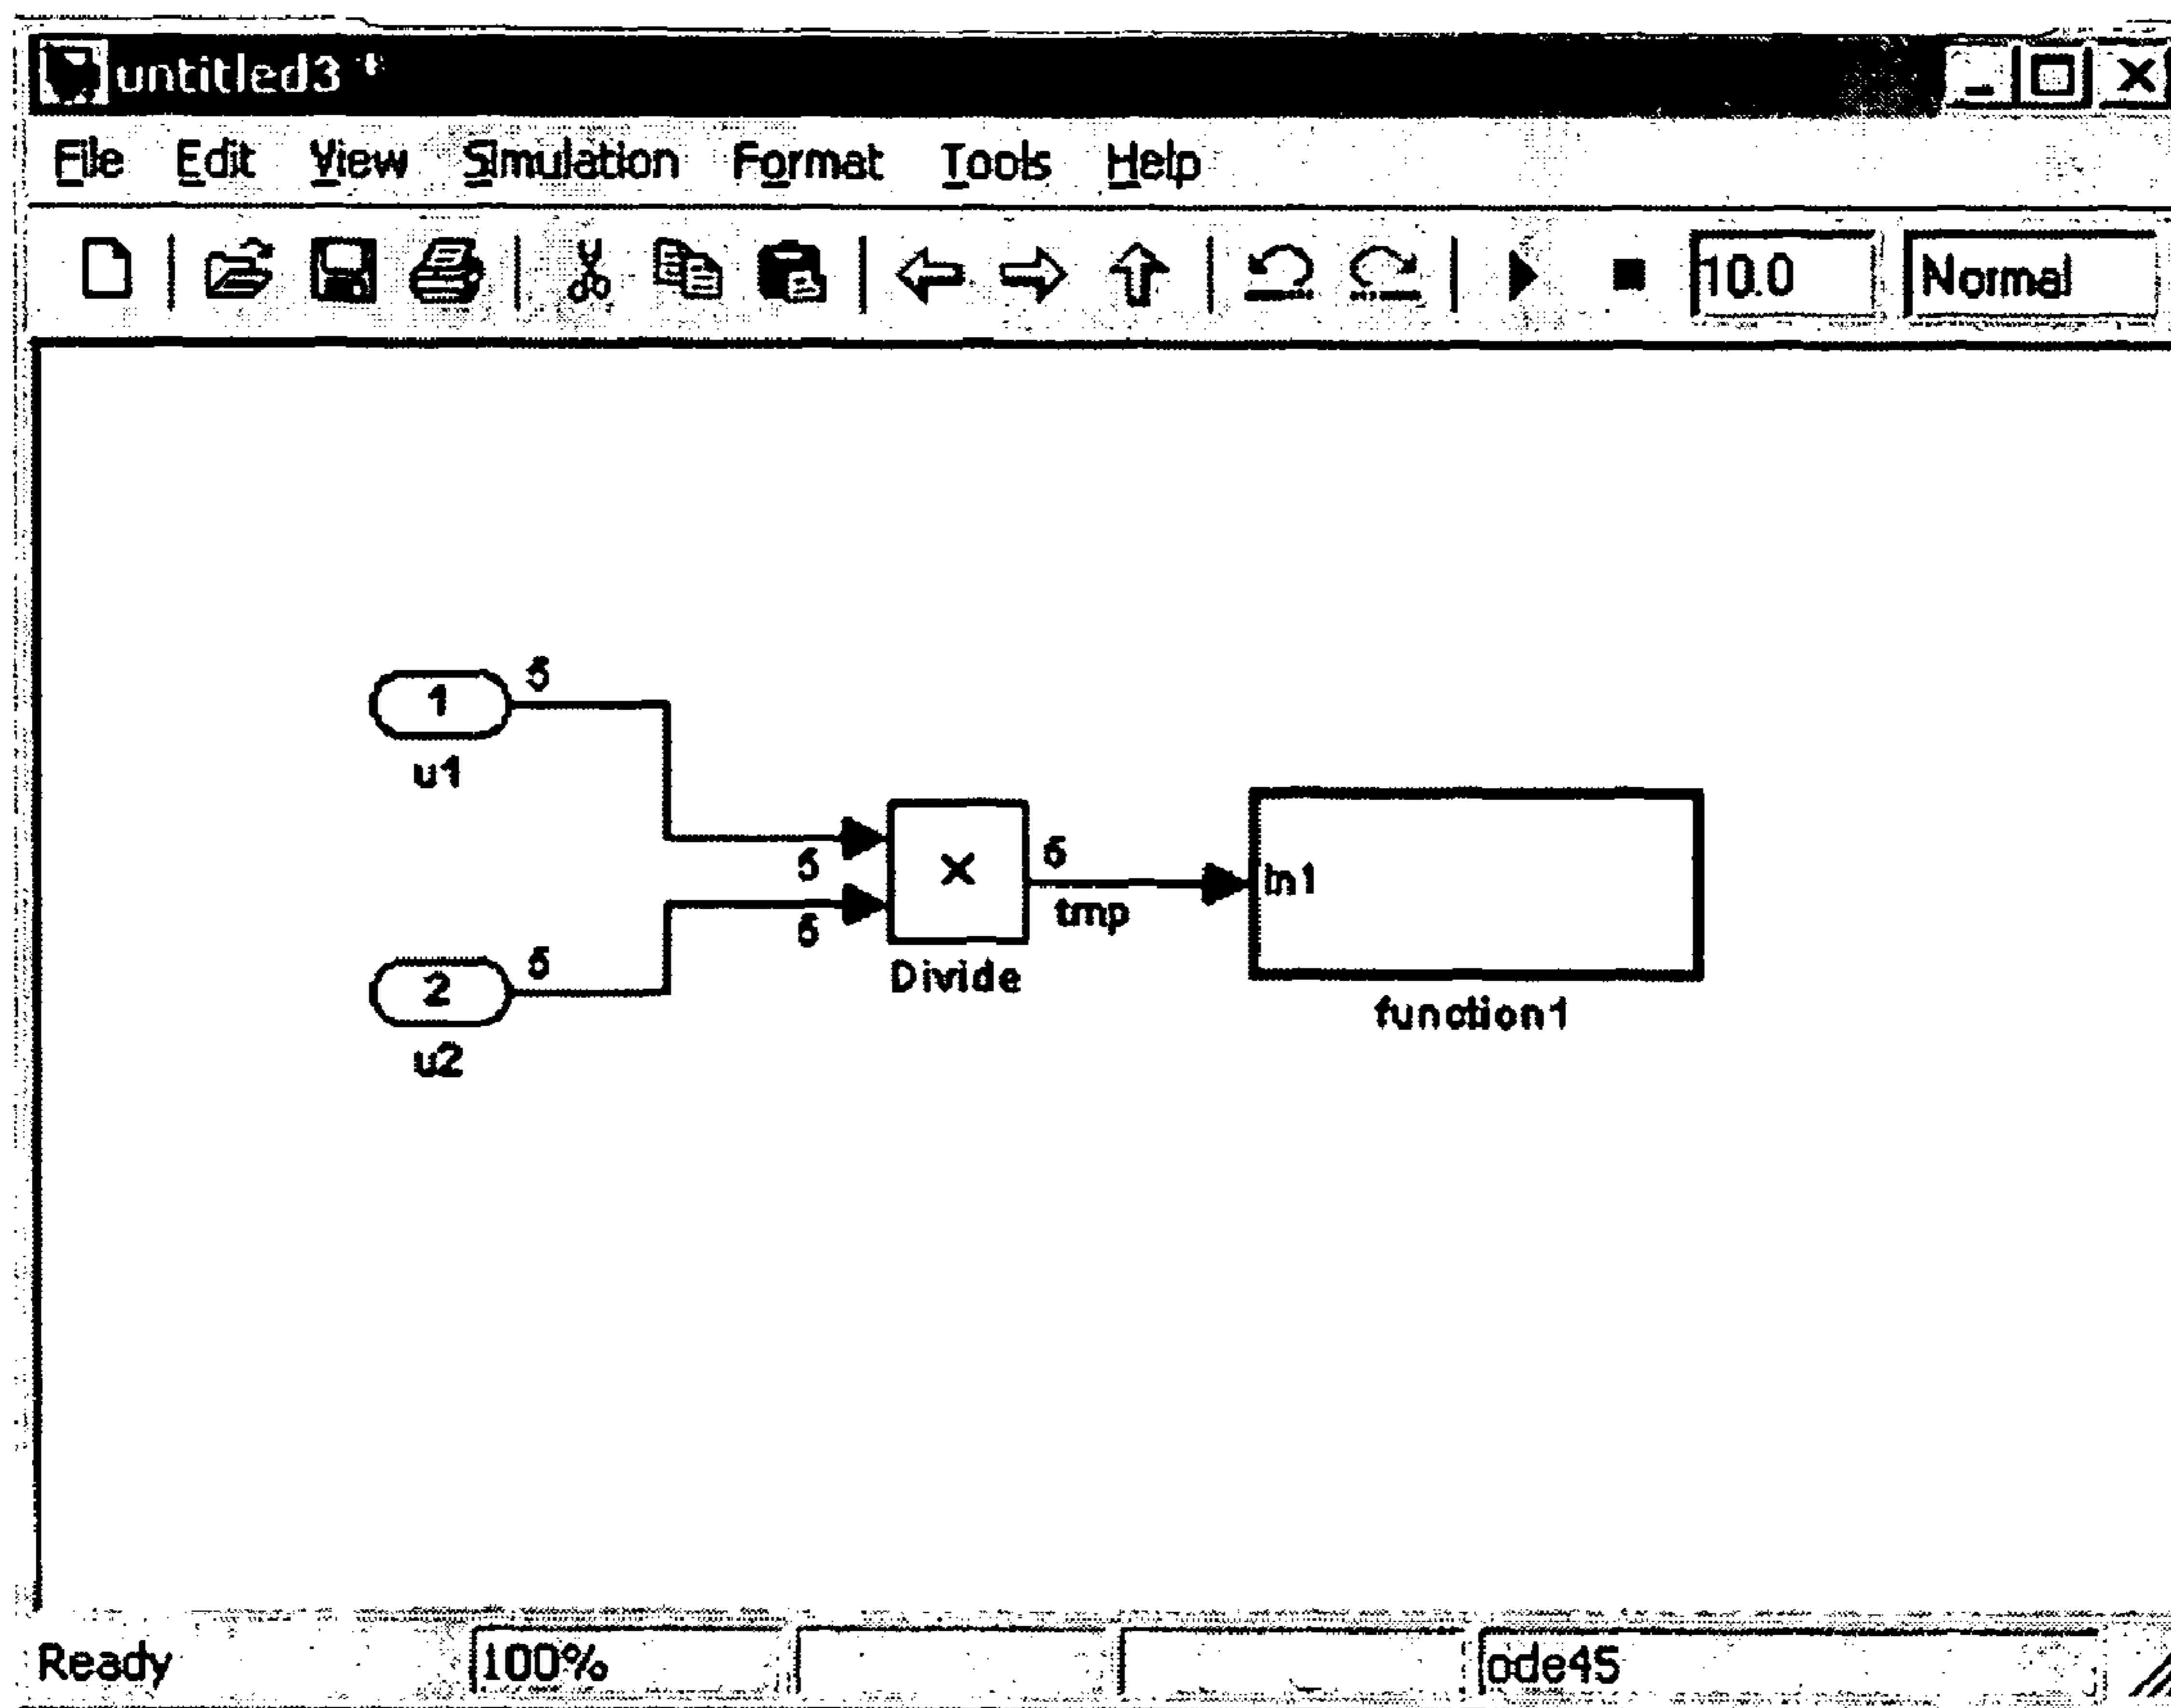 untitled3 *
File Edit View Simulation Format Tools Help
10.0 Normal
1 5
u1
5
5
×
5
tmp
In1
Divide
function1
2 5
u2
Ready 100% ode45